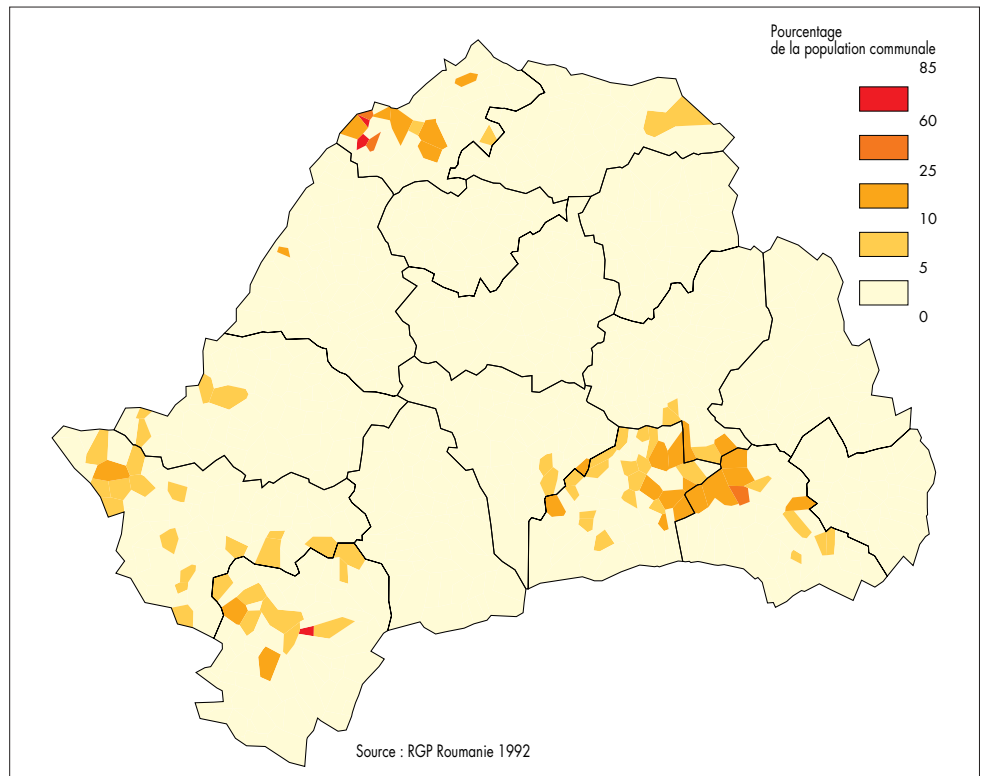 Pourcentage
de la population communale
85
60
25
10
5
0
Source : RGP Roumanie 1992